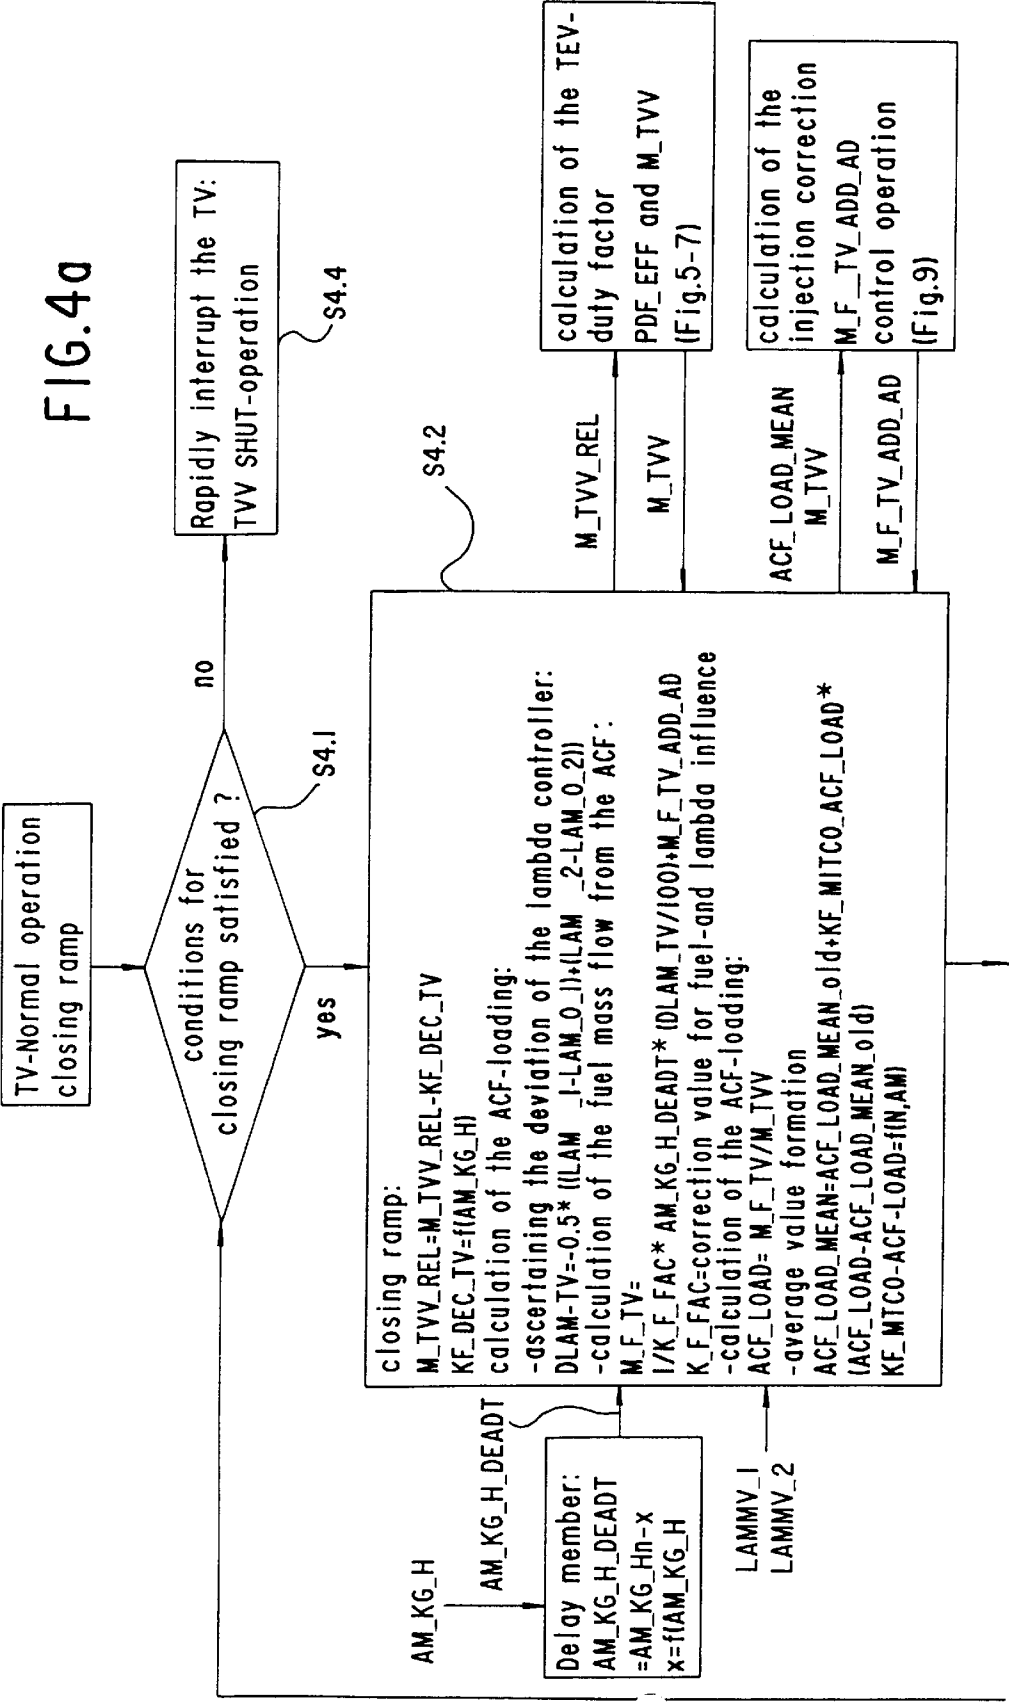 FIG.4a
TV-Normal operation
closing ramp
conditions for
closing ramp satisfied ?
S4.1
no
yes
Rapidly interrupt the TV:
TVV SHUT-operation
S4.4
S4.2
closing ramp:
M_TVV_REL=M_TVV_REL-KF_DEC_TV
KF_DEC_TV=f(AM_KG_H)
calculation of the ACF-loading:
-ascertaining the deviation of the lambda controller:
DLAM-TV=-0.5* ((LAM _1-LAM_0_1)+(LAM _2-LAM_0_2))
-calculation of the fuel mass flow from the ACF:
M_F_TV=
1/K_F_FAC* AM_KG_H_DEADT* (DLAM_TV/100)+M_F_TV_ADD_AD
K_F_FAC=correction value for fuel-and lambda influence
-calculation of the ACF-loading:
ACF_LOAD= M_F_TV/M_TVV
-average value formation
ACF_LOAD_MEAN=ACF_LOAD_MEAN_old+KF_MITCO_ACF_LOAD*
(ACF_LOAD-ACF_LOAD_MEAN_old)
KF_MTCO-ACF-LOAD=f(N,AM)
AM_KG_H
AM_KG_H_DEADT
Delay member:
AM_KG_H_DEADT
=AM_KG_Hn-x
x=f(AM_KG_H
LAMMV_1
LAMMV_2
M_TVV_REL
M_TVV
calculation of the TEV-
duty factor
PDF_EFF and M_TVV
(Fig.5-7)
ACF_LOAD_MEAN
M_TVV
M_F_TV_ADD_AD
calculation of the
injection correction
M_F_TV_ADD_AD
control operation
(Fig.9)